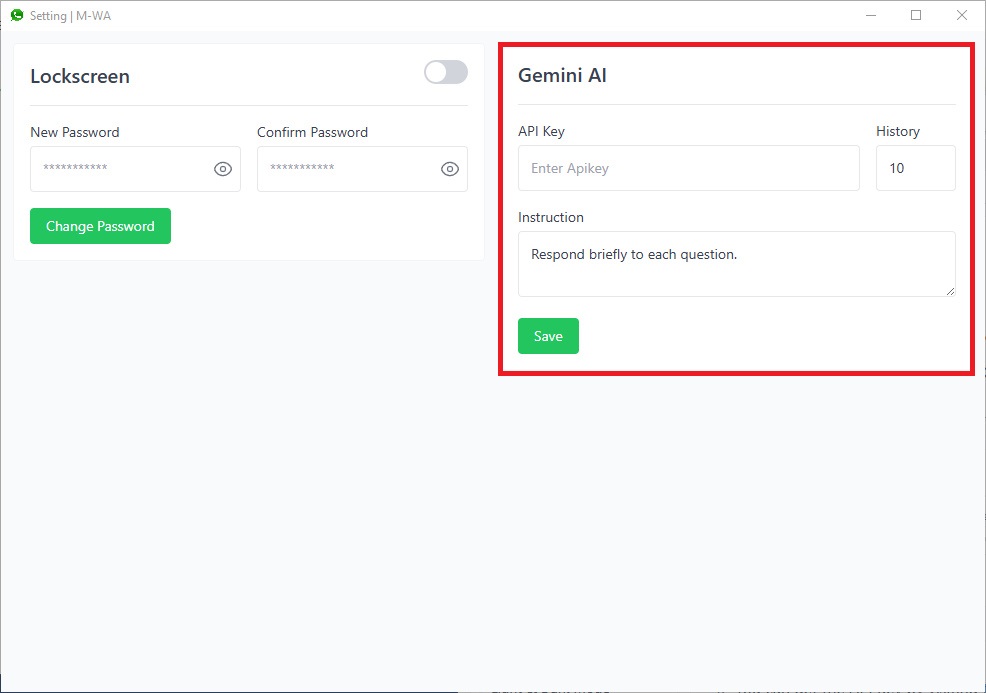 Setting | M-WA
Lockscreen
New Password
Confirm Password
***********
***********
Change Password
Gemini AI
API Key
History
Enter Apikey
10
Instruction
Respond briefly to each question.
Save